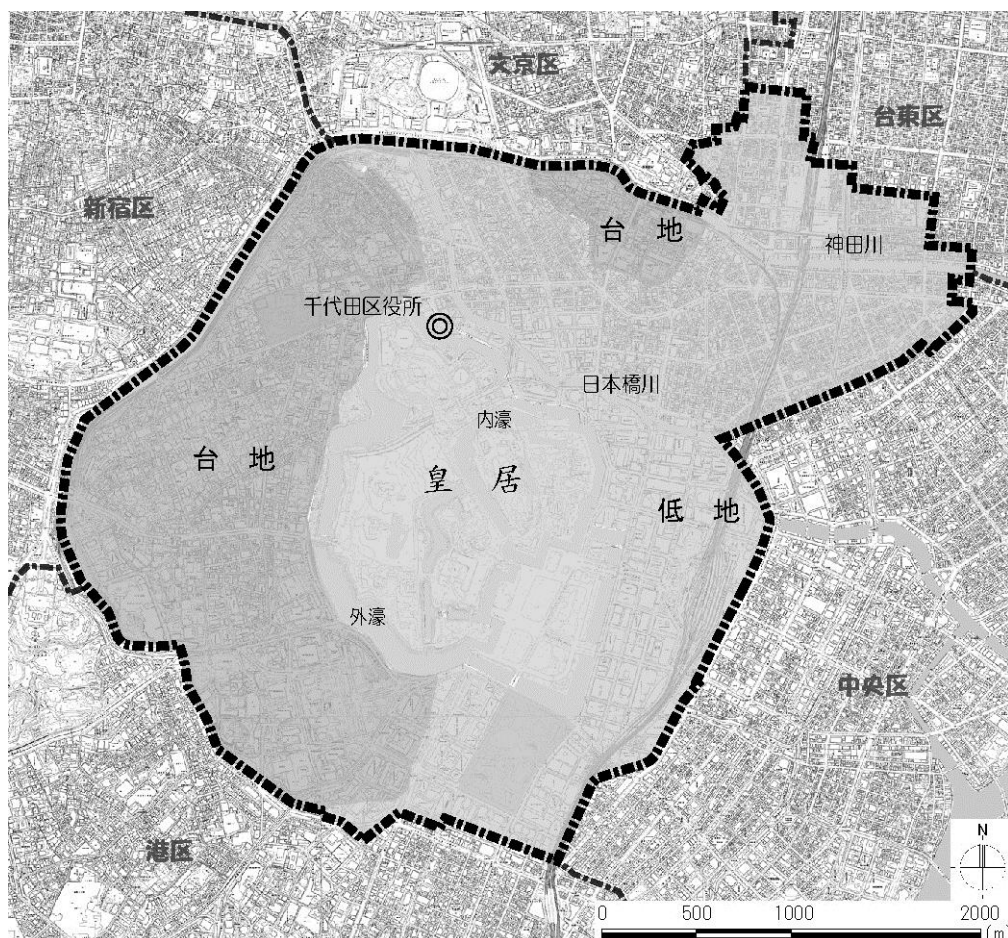 文京区
台東区
新宿区
台 地
神田川
千代田区役所
日本橋川
内濠
台 地
皇 居
低 地
外濠
中央区
港区
N
0 500 1000 2000
(m